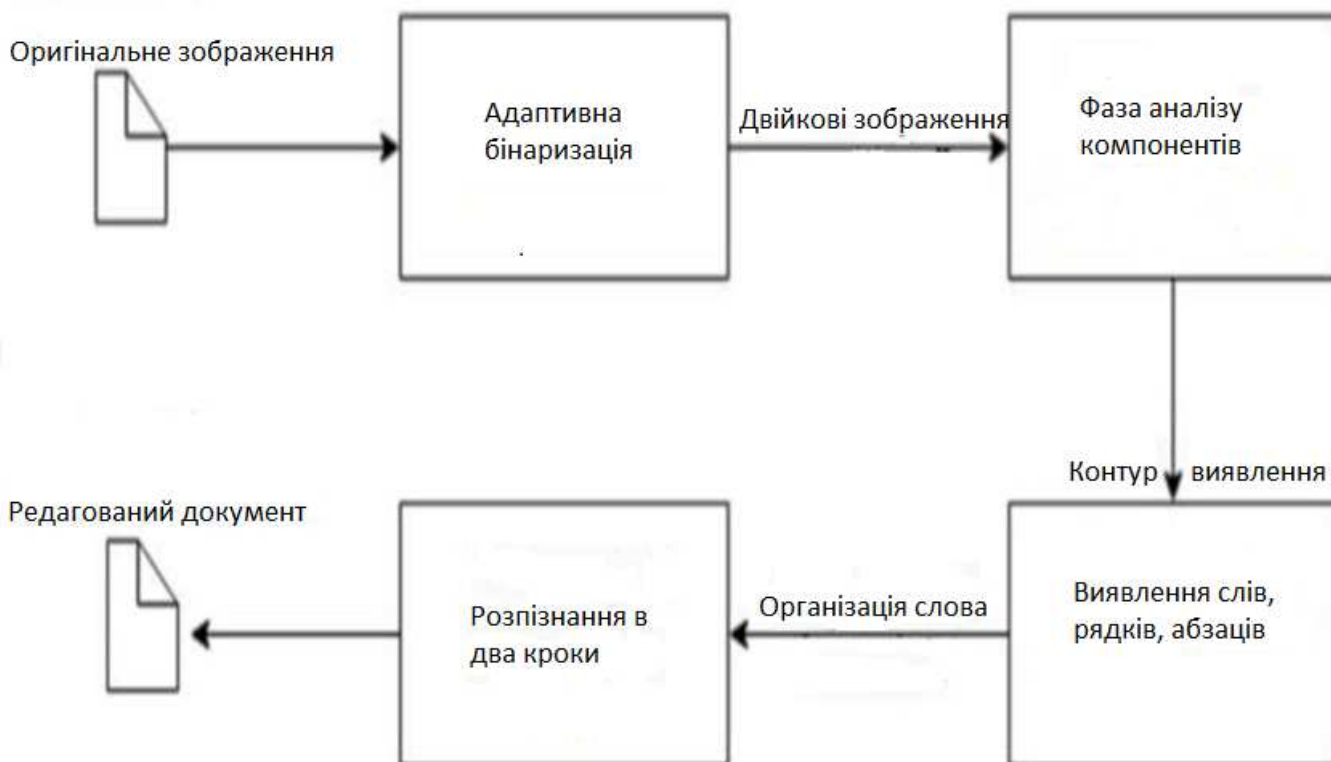 Оригінальне зображення
Адаптивна
бінаризація
Двійкові зображення
Фаза аналізу
компонентів
Контур виявлення
Виявлення слів,
рядків, абзаців
Організація слова
Розпізнання в
два кроки
Редагований документ